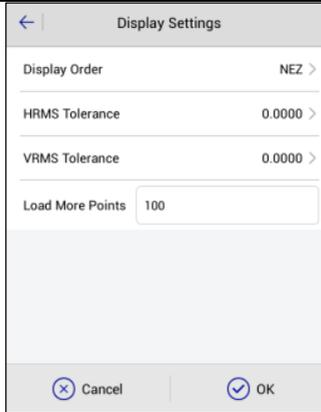 Display Settings
Display Order NEZ >
HRMS Tolerance 0.0000 >
VRMS Tolerance 0.0000 >
Load More Points 100
Cancel OK